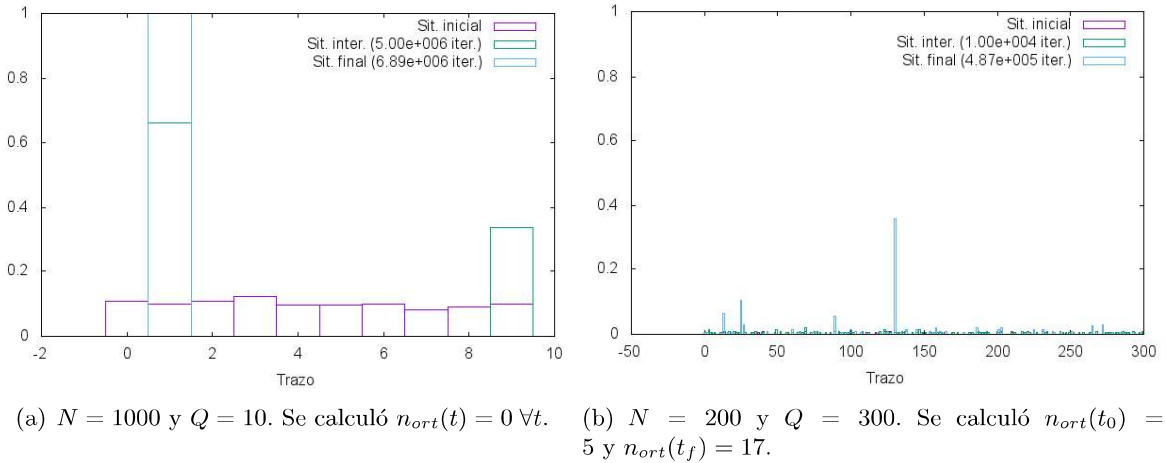 1
0.8
0.6
0.4
0.2
0
-2
0
2
4
6
8
10
Trazo
Sit. inicial
Sit. inter. (5.00e+006 iter.)
Sit. final (6.89e+006 iter.)
1
0.8
0.6
0.4
0.2
0
-50
0
50
100
150
200
250
300
Trazo
Sit. inicial
Sit. inter. (1.00e+004 iter.)
Sit. final (4.87e+005 iter.)
(a) N = 1000 y Q = 10. Se calculó n_ort(t) = 0 ∀t.
(b) N = 200 y Q = 300. Se calculó n_ort(t_0) =
5 y n_ort(t_f) = 17.